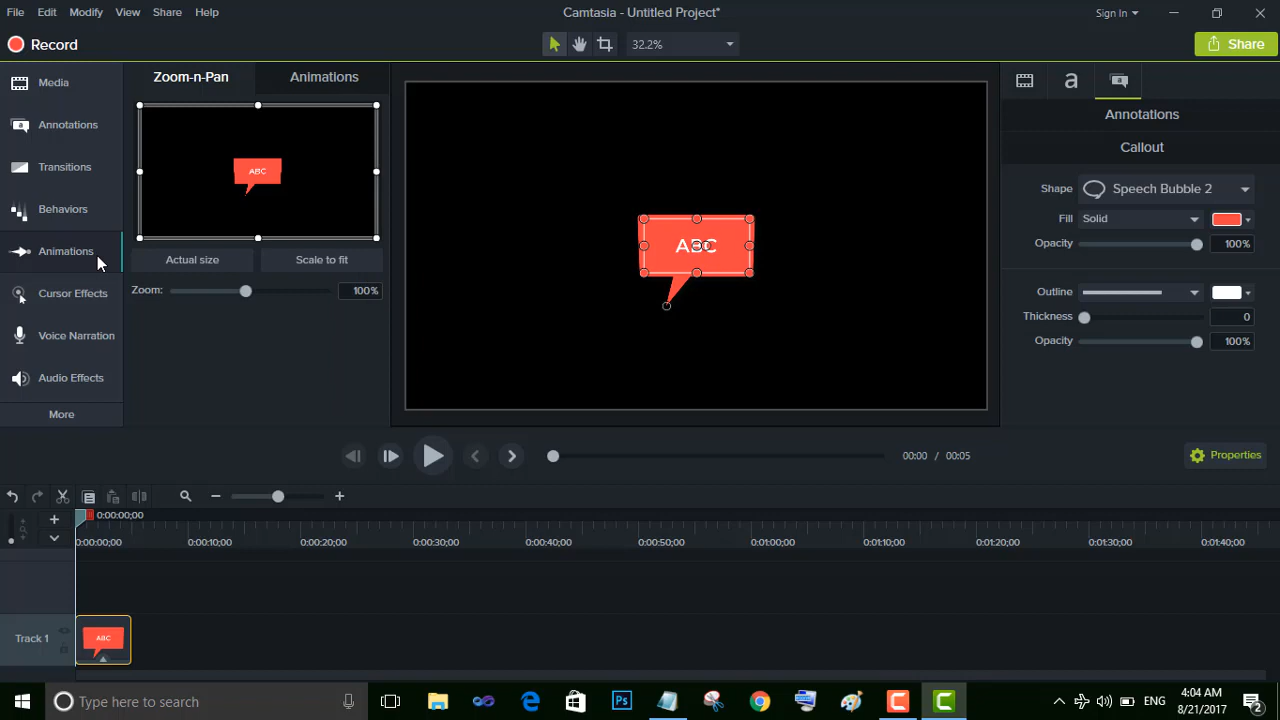 File Edit Modify View Share Help
Camtasia - Untitled Project*
Sign In
Record
32.2%
Share
Media
Annotations
Transitions
Behaviors
Animations
Cursor Effects
Voice Narration
Audio Effects
More
Zoom-n-Pan Animations
ABC
Actual size Scale to fit
Zoom: 100%
ABC
a
Annotations
Callout
Shape Speech Bubble 2
Fill Solid
Opacity 100%
Outline
Thickness 0
Opacity 100%
00:00 / 00:05
Properties
0:00:00;00
0:00:00;00 0:00:10;00 0:00:20;00 0:00:30;00 0:00:40;00 0:00:50;00 0:01:00;00 0:01:10;00 0:01:20;00 0:01:30;00 0:01:40;00
Track 1
ABC
Type here to search
Ps
ENG
4:04 AM
8/21/2017
2